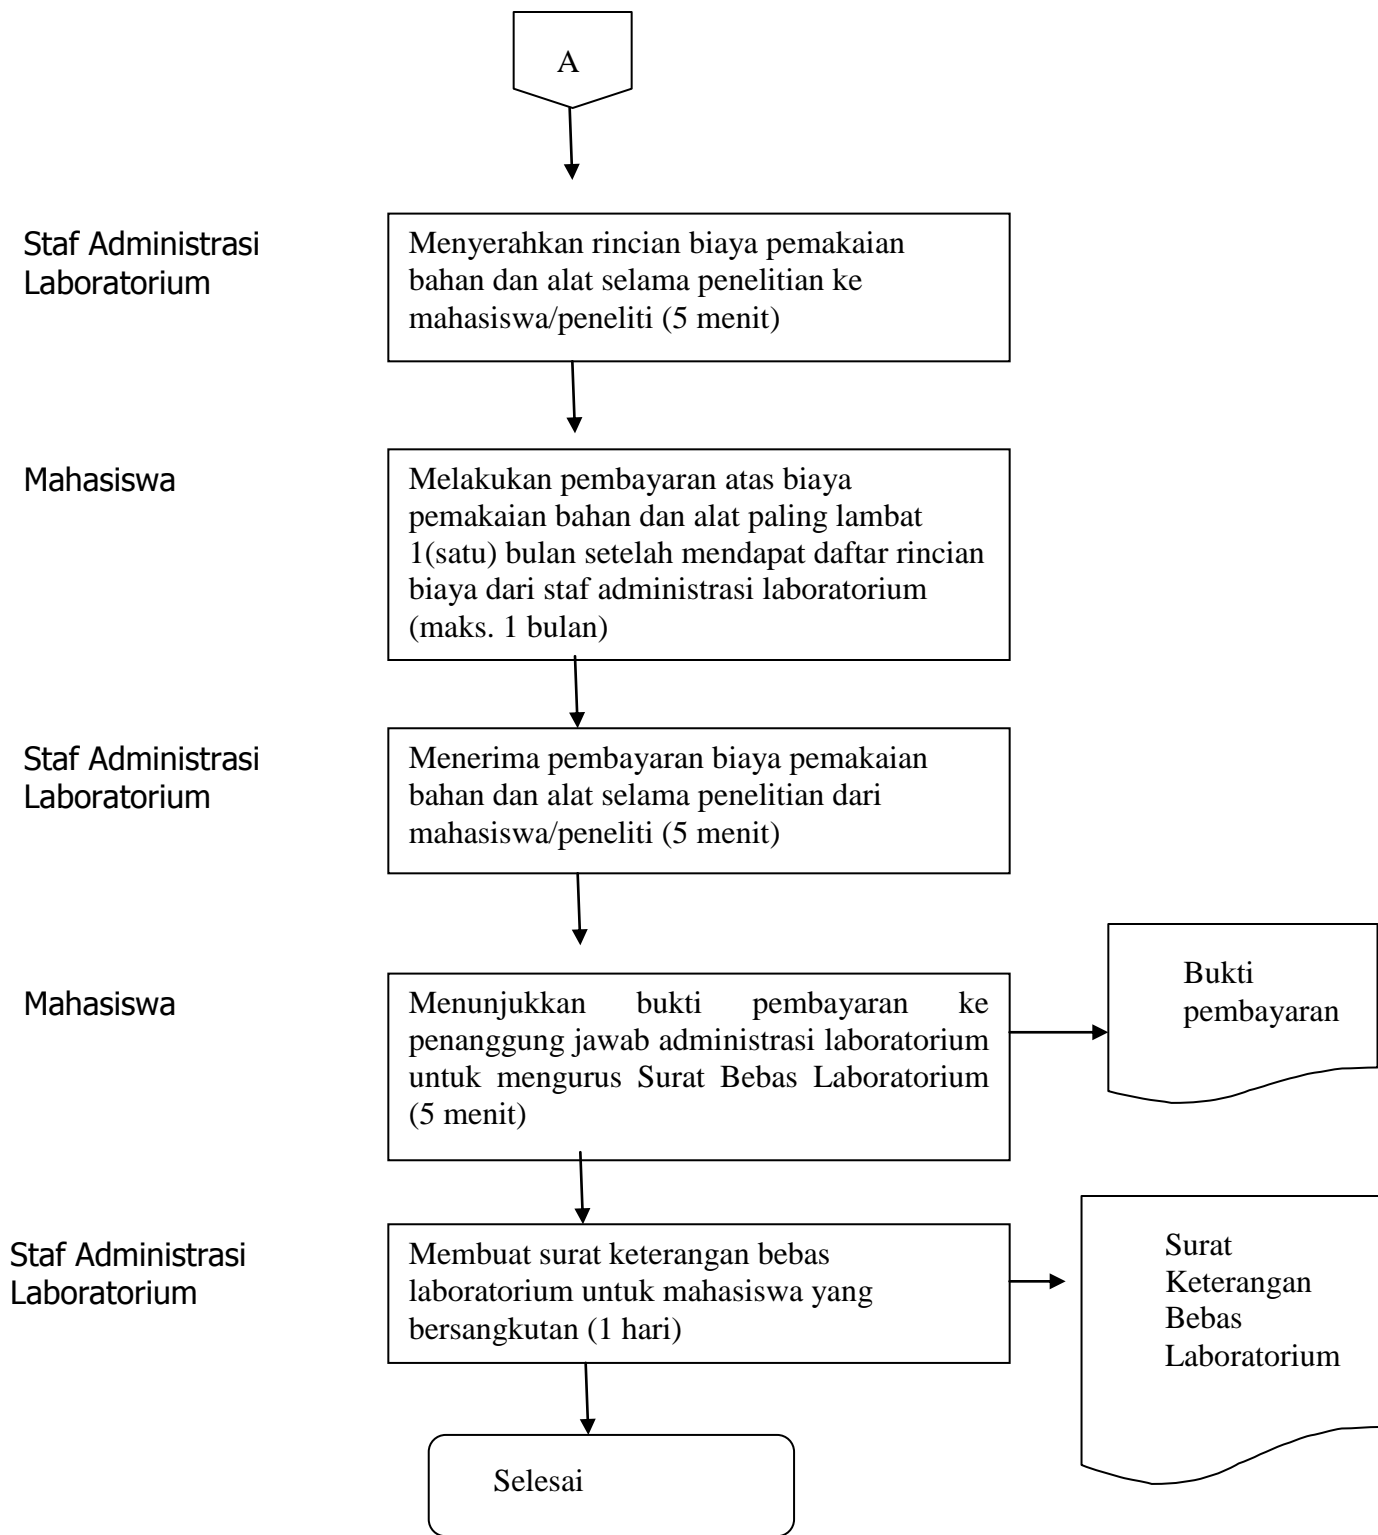 A
Staf Administrasi
Laboratorium
Menyerahkan rincian biaya pemakaian
bahan dan alat selama penelitian ke
mahasiswa/peneliti (5 menit)
Mahasiswa
Melakukan pembayaran atas biaya
pemakaian bahan dan alat paling lambat
1(satu) bulan setelah mendapat daftar rincian
biaya dari staf administrasi laboratorium
(maks. 1 bulan)
Staf Administrasi
Laboratorium
Menerima pembayaran biaya pemakaian
bahan dan alat selama penelitian dari
mahasiswa/peneliti (5 menit)
Mahasiswa
Menunjukkan bukti pembayaran ke
penanggung jawab administrasi laboratorium
untuk mengurus Surat Bebas Laboratorium
(5 menit)
Bukti
pembayaran
Staf Administrasi
Laboratorium
Membuat surat keterangan bebas
laboratorium untuk mahasiswa yang
bersangkutan (1 hari)
Surat
Keterangan
Bebas
Laboratorium
Selesai